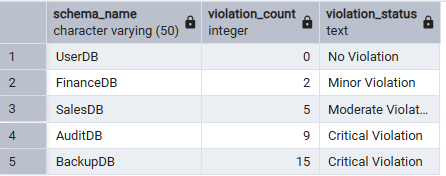 schema_name violation_count violation_status
character varying (50) integer text
1 UserDB 0 No Violation
2 FinanceDB 2 Minor Violation
3 SalesDB 5 Moderate Violat...
4 AuditDB 9 Critical Violation
5 BackupDB 15 Critical Violation